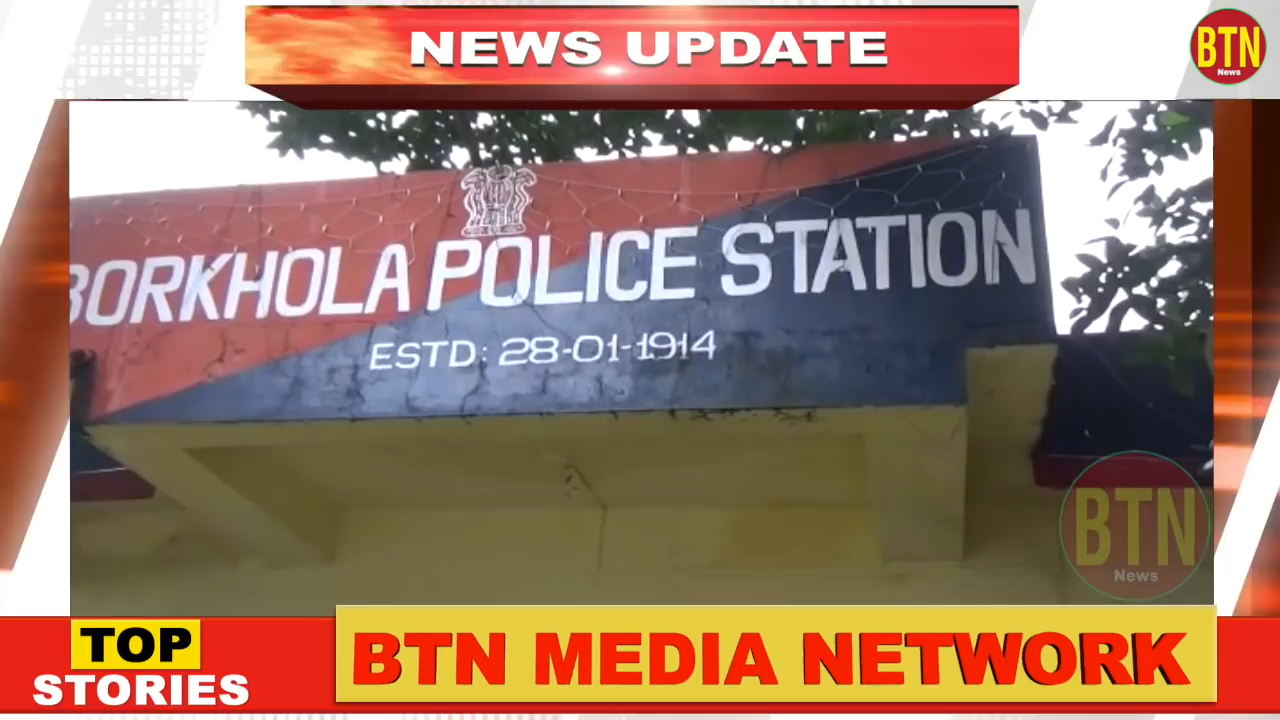 NEWS UPDATE
BTN
News
BORKHOLA POLICE STATION
ESTD: 28-01-1914
BTN
News
TOP
STORIES
BTN MEDIA NETWORK